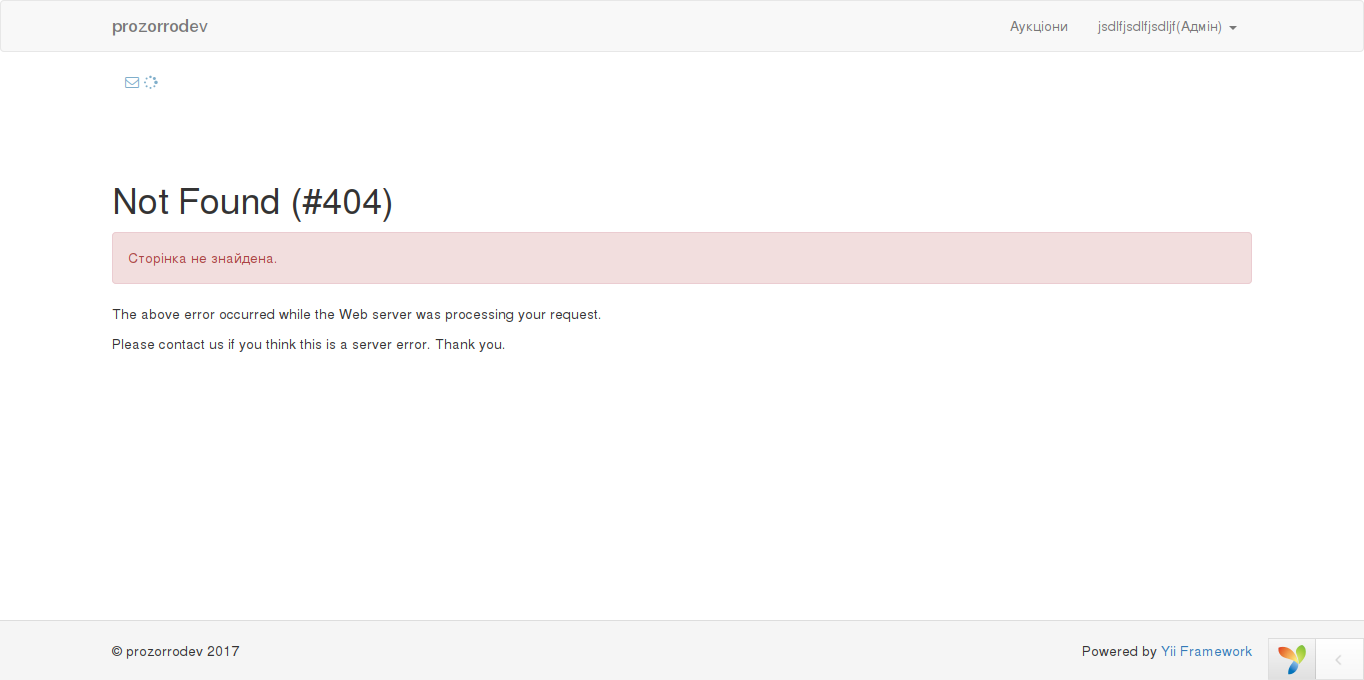 prozorrodev Аукціони jsdlfjsdlfjsdljf(Адмін)
Not Found (#404)
Сторінка не знайдена.
The above error occurred while the Web server was processing your request.
Please contact us if you think this is a server error. Thank you.
© prozorrodev 2017 Powered by Yii Framework